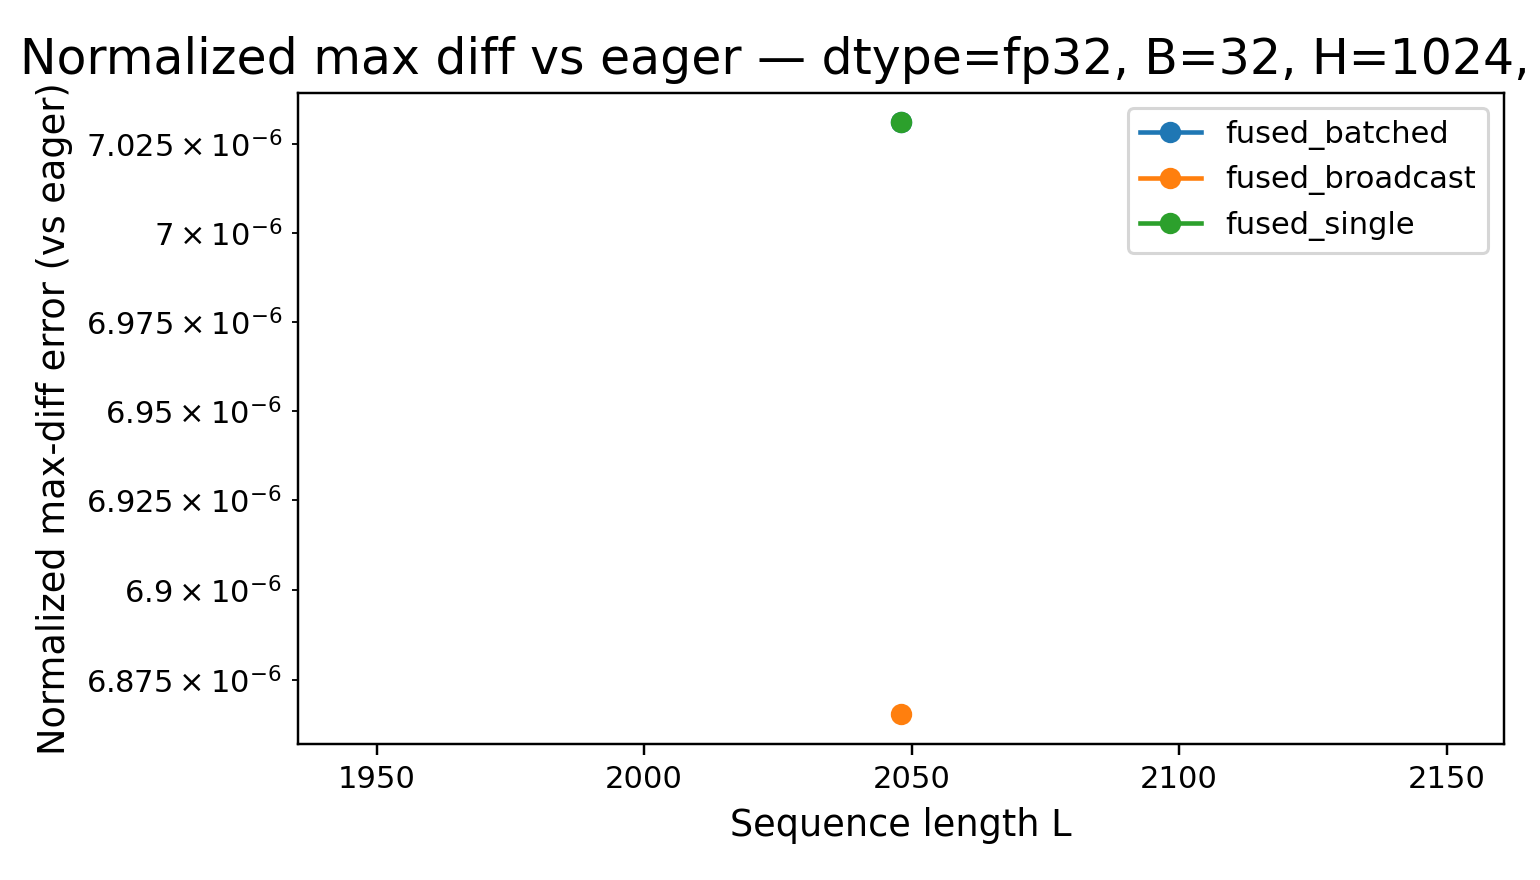 Normalized max diff vs eager — dtype=fp32, B=32, H=1024,
Normalized max-diff error (vs eager)
7.025 × 10⁻⁶
7 × 10⁻⁶
6.975 × 10⁻⁶
6.95 × 10⁻⁶
6.925 × 10⁻⁶
6.9 × 10⁻⁶
6.875 × 10⁻⁶
fused_batched
fused_broadcast
fused_single
1950 2000 2050 2100 2150
Sequence length L